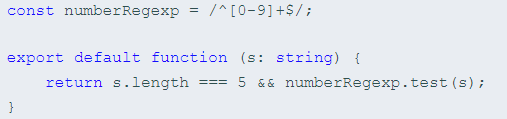 const numberRegexp = /^[0-9]+$/;
export default function (s: string) {
    return s.length === 5 && numberRegexp.test(s);
}